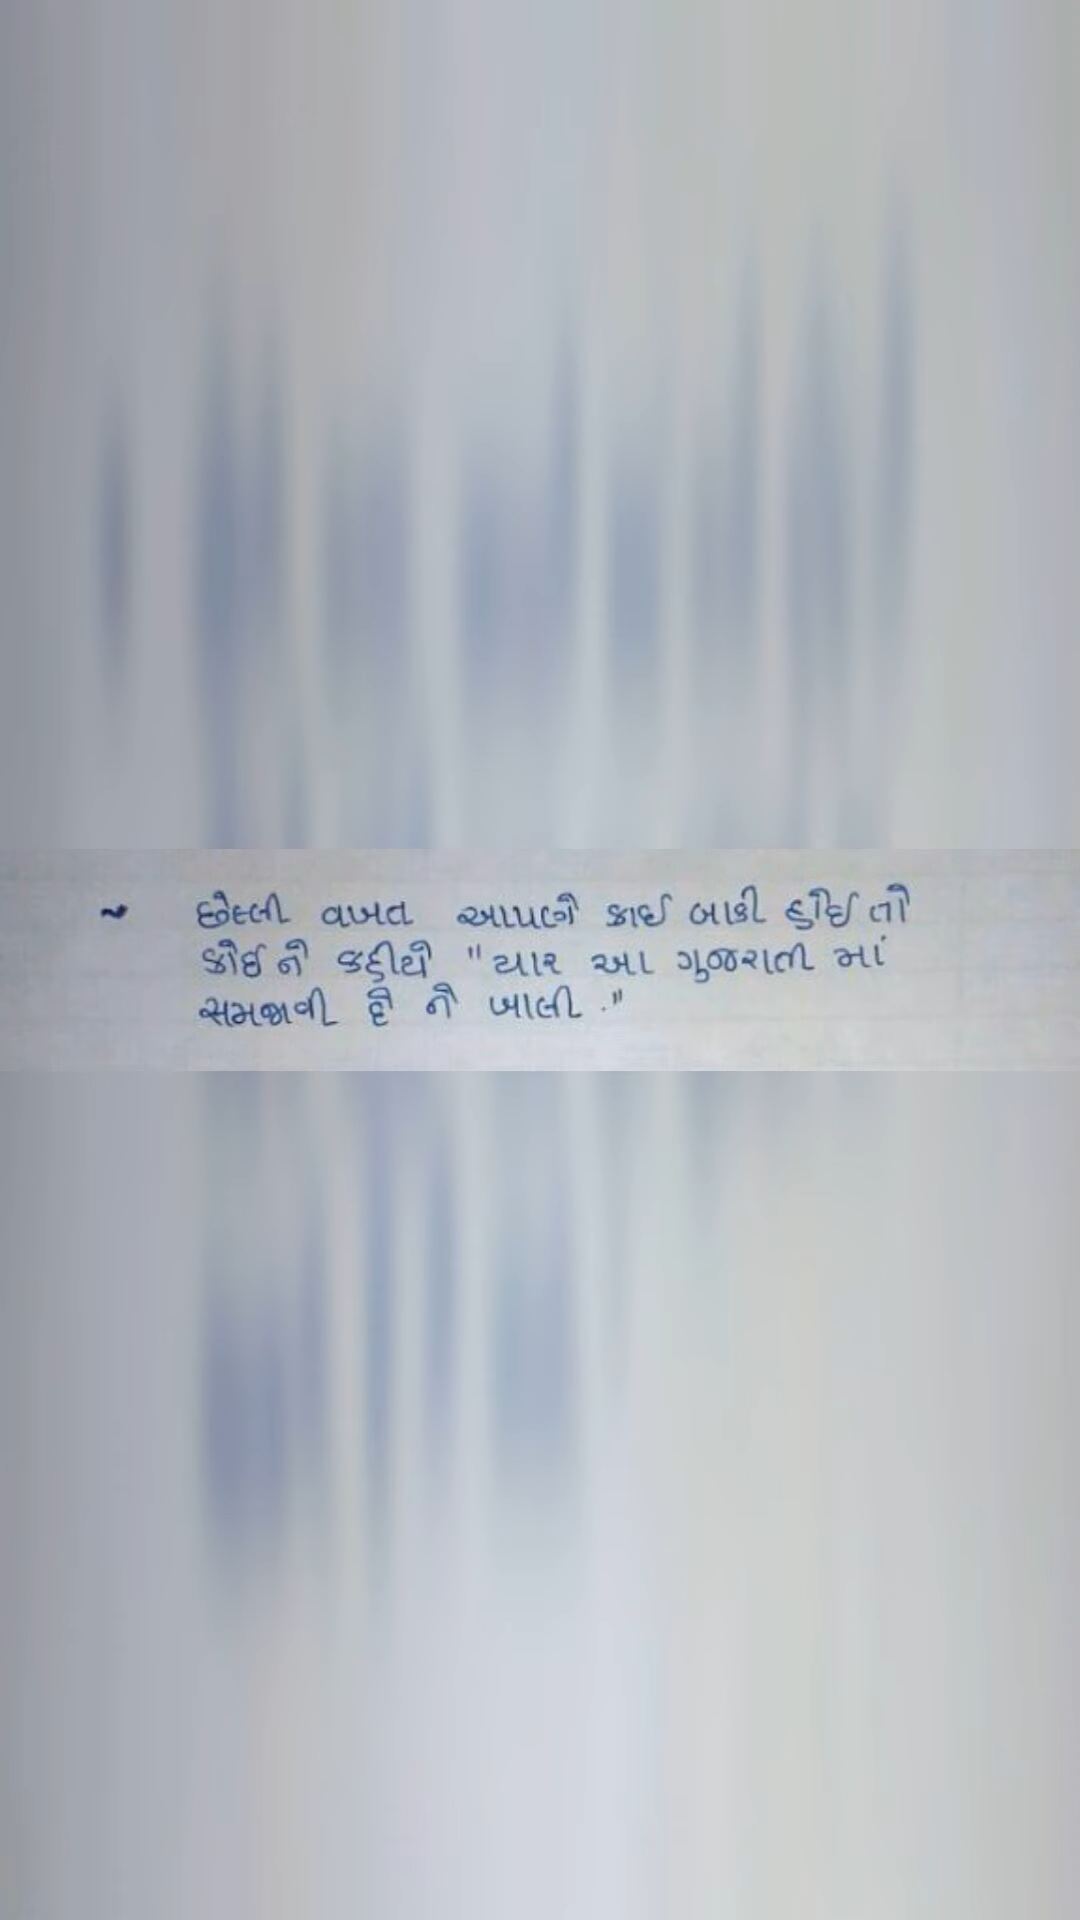 ~ છેલ્લી વખત આપણે કાઈ બાકી હોઈ તો
કોઈ ને કહીયે "યાર આ ગુજરાતી માં
સમજાવી દે ને ખાલી."